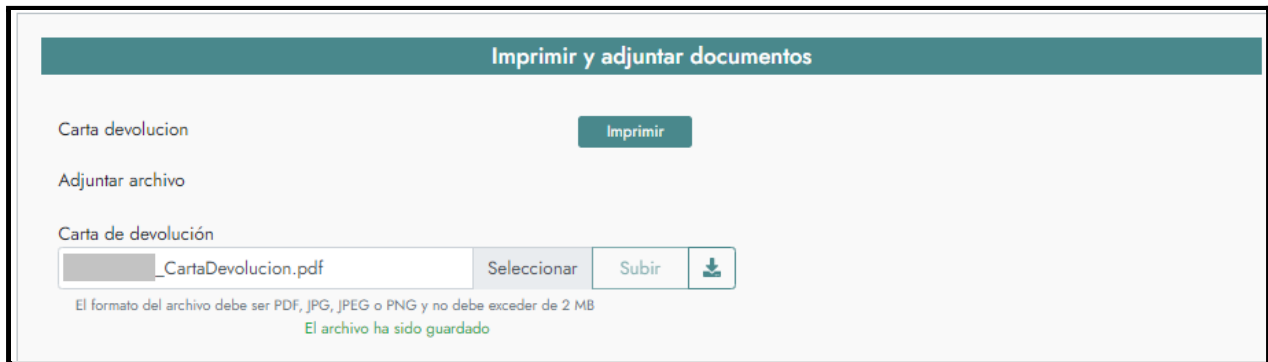 Imprimir y adjuntar documentos
Carta devolucion Imprimir
Adjuntar archivo
Carta de devolución
_CartaDevolucion.pdf Seleccionar Subir
El formato del archivo debe ser PDF, JPG, JPEG o PNG y no debe exceder de 2 MB
El archivo ha sido guardado